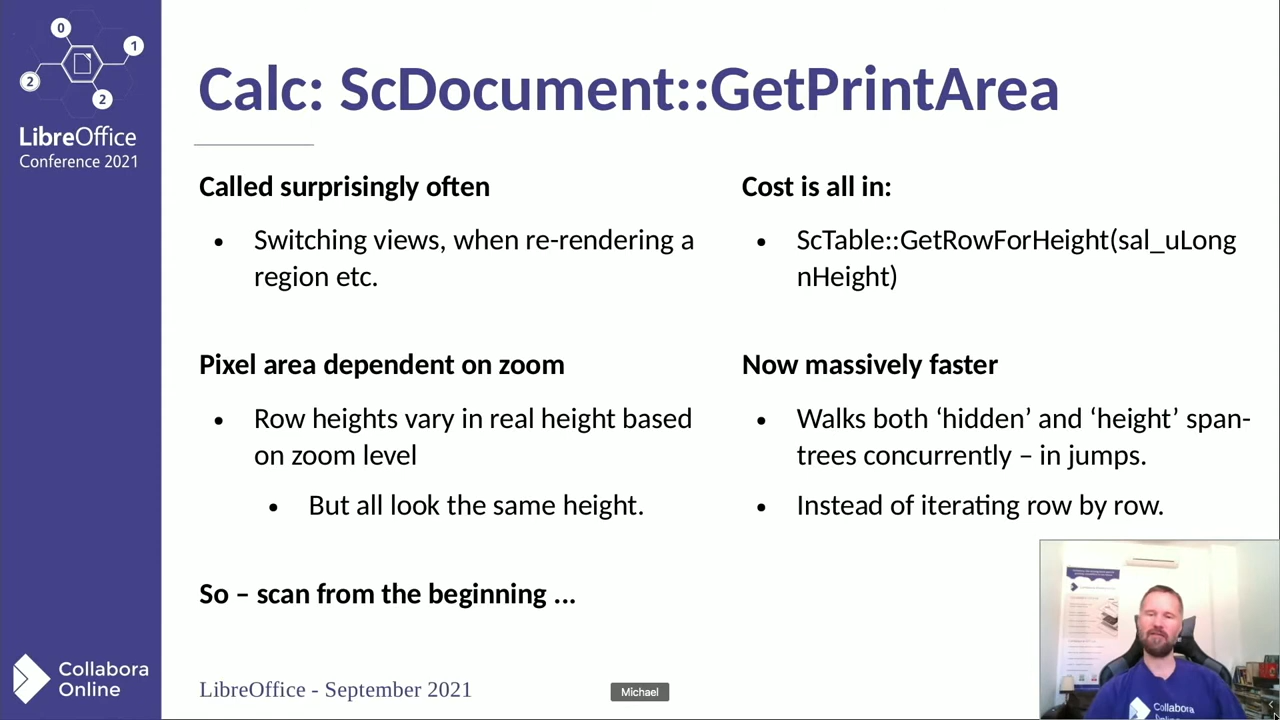 0
1
2
2
LibreOffice
Conference 2021
Calc: ScDocument::GetPrintArea
Called surprisingly often
• Switching views, when re-rendering a
region etc.
Pixel area dependent on zoom
• Row heights vary in real height based
on zoom level
• But all look the same height.
So – scan from the beginning ...
Cost is all in:
• ScTable::GetRowForHeight(sal_uLong
nHeight)
Now massively faster
• Walks both ‘hidden’ and ‘height’ span-
trees concurrently – in jumps.
• Instead of iterating row by row.
Collabora
Online
LibreOffice - September 2021
Michael
Collabora
Online